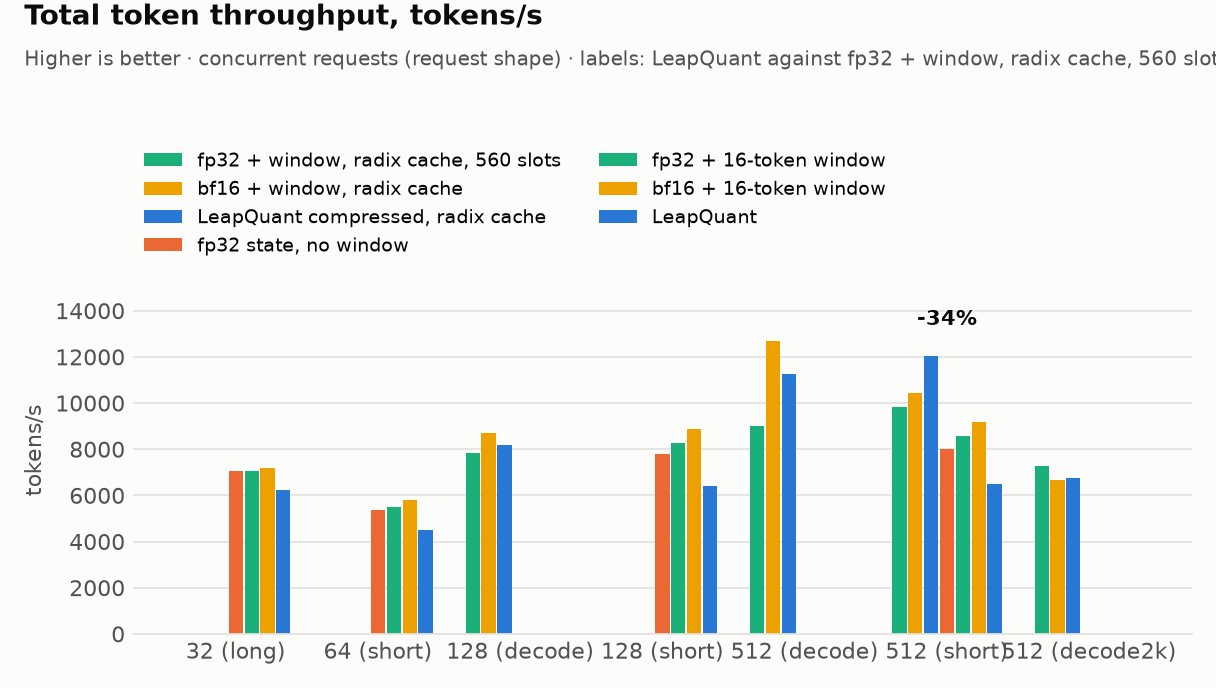 Total token throughput, tokens/s
Higher is better · concurrent requests (request shape) · labels: LeapQuant against fp32 + window, radix cache, 560 slot
fp32 + window, radix cache, 560 slots
fp32 + 16-token window
bf16 + window, radix cache
bf16 + 16-token window
LeapQuant compressed, radix cache
LeapQuant
fp32 state, no window
14000
12000
10000
8000
6000
4000
2000
0
tokens/s
-34%
32 (long)
64 (short)
128 (decode)
128 (short)
512 (decode)
512 (short)
512 (decode2k)